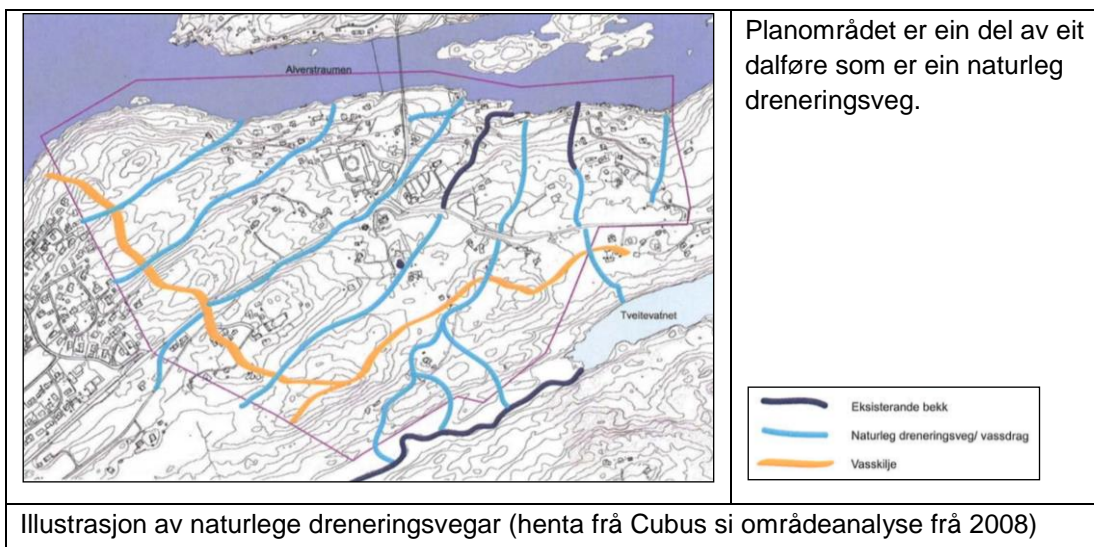 Alverstraumen
Tveitevatnet
Planområdet er ein del av eit
dalføre som er ein naturleg
dreneringsveg.
Eksisterande bekk
Naturleg dreneringsveg/ vassdrag
Vasskilje
Illustrasjon av naturlege dreneringsvegar (henta frå Cubus si områdeanalyse frå 2008)